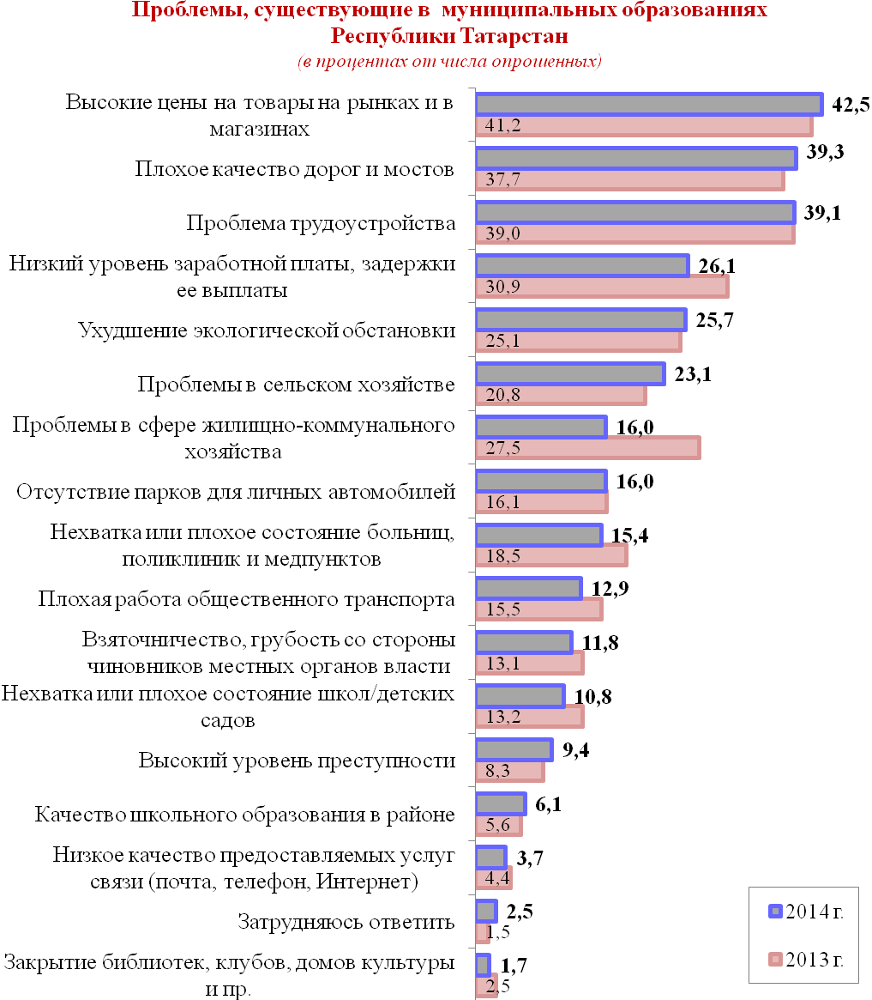 Проблемы, существующие в муниципальных образованиях
Республики Татарстан
(в процентах от числа опрошенных)
Высокие цены на товары на рынках и в
магазинах
42,5
41,2
Плохое качество дорог и мостов
39,3
37,7
Проблема трудоустройства
39,1
39,0
Низкий уровень заработной платы, задержки
ее выплаты
26,1
30,9
Ухудшение экологической обстановки
25,7
25,1
Проблемы в сельском хозяйстве
23,1
20,8
Проблемы в сфере жилищно-коммунального
хозяйства
16,0
27,5
Отсутствие парков для личных автомобилей
16,0
16,1
Нехватка или плохое состояние больниц,
поликлиник и медпунктов
15,4
18,5
Плохая работа общественного транспорта
12,9
15,5
Взяточничество, грубость со стороны
чиновников местных органов власти
11,8
13,1
Нехватка или плохое состояние школ/детских
садов
10,8
13,2
Высокий уровень преступности
9,4
8,3
Качество школьного образования в районе
6,1
5,6
Низкое качество предоставляемых услуг
связи (почта, телефон, Интернет)
3,7
4,4
Затрудняюсь ответить
2,5
1,5
Закрытие библиотек, клубов, домов культуры
и пр.
1,7
2,5
2014 г.
2013 г.